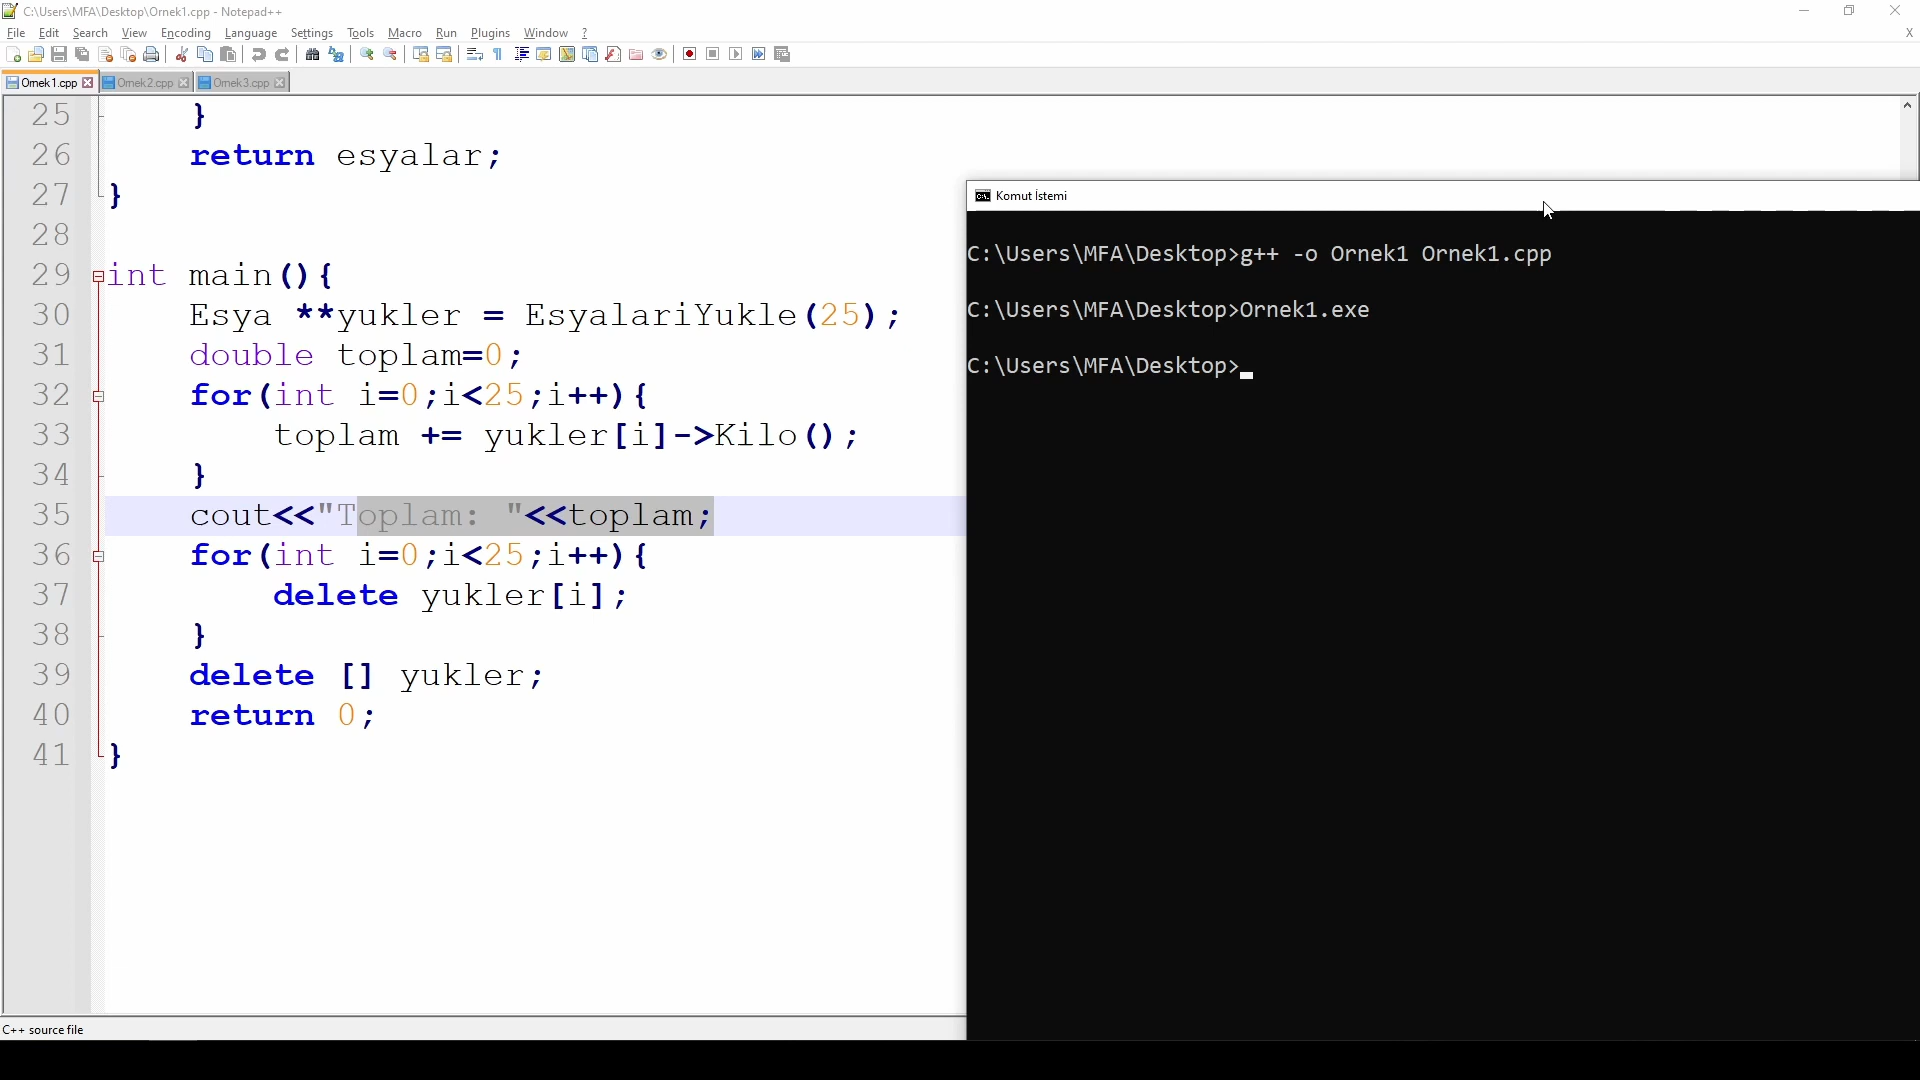 C:\Users\MFA\Desktop\Ornek1.cpp - Notepad++
File Edit Search View Encoding Language Settings Tools Macro Run Plugins Window ? X
Ornek1.cpp Ornek2.cpp Ornek3.cpp
25 }
26 return esyalar;
27 }
28
29 int main(){
30 Esya **yukler = EsyalariYukle(25);
31 double toplam=0;
32 for(int i=0;i<25;i++){
33 toplam += yukler[i]->Kilo();
34 }
35 cout<<"Toplam: "<<toplam;
36 for(int i=0;i<25;i++){
37 delete yukler[i];
38 }
39 delete [] yukler;
40 return 0;
41 }
C++ source file
Komut İstemi
C:\Users\MFA\Desktop>g++ -o Ornek1 Ornek1.cpp
C:\Users\MFA\Desktop>Ornek1.exe
C:\Users\MFA\Desktop>